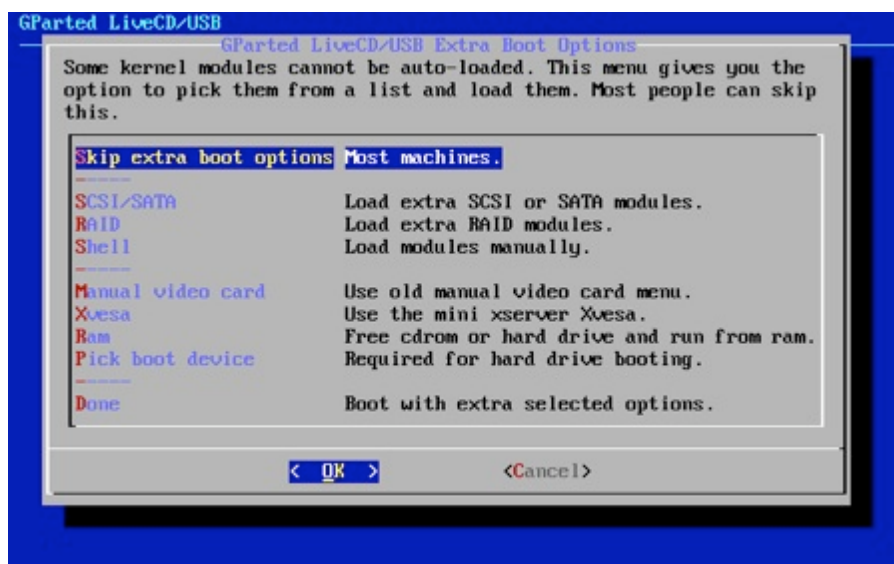 GParted LiveCD/USB
GParted LiveCD/USB Extra Boot Options
Some kernel modules cannot be auto-loaded. This menu gives you the
option to pick them from a list and load them. Most people can skip
this.
Skip extra boot options Most machines.
-----
SCSI/SATA Load extra SCSI or SATA modules.
RAID Load extra RAID modules.
Shell Load modules manually.
-----
Manual video card Use old manual video card menu.
Xvesa Use the mini xserver Xvesa.
Ram Free cdrom or hard drive and run from ram.
Pick boot device Required for hard drive booting.
-----
Done Boot with extra selected options.
< OK > <Cancel>